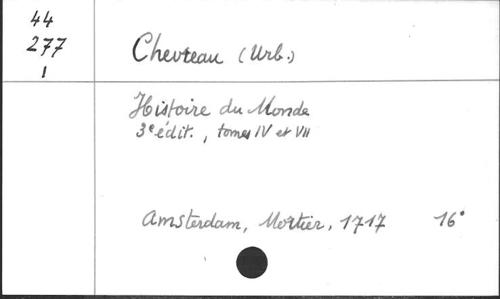 44
277
1
Chevreau (Urb.)
Histoire du Monde
3e édit., tomes IV et VII
Amsterdam, Mortier, 1717 16°